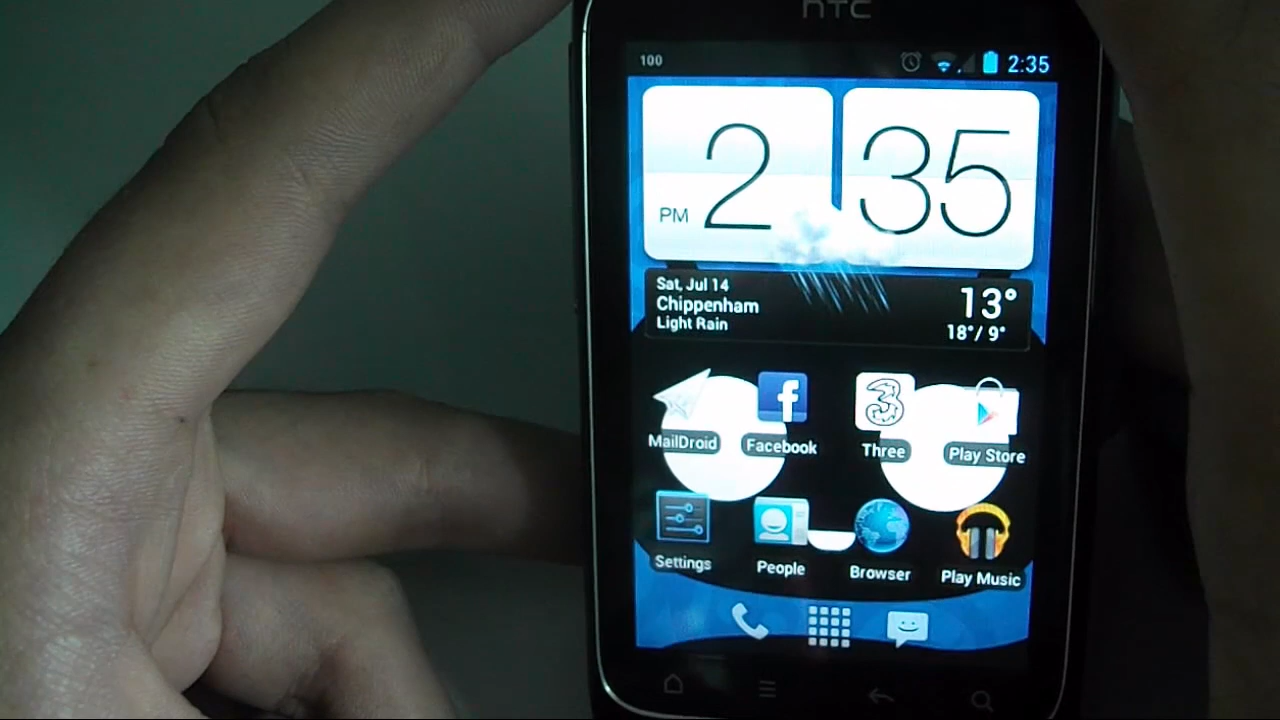 hTC
100
2:35
PM 2 35
Sat, Jul 14
Chippenham
Light Rain
13°
18°/ 9°
MailDroid
Facebook
Three
Play Store
Settings
People
Browser
Play Music